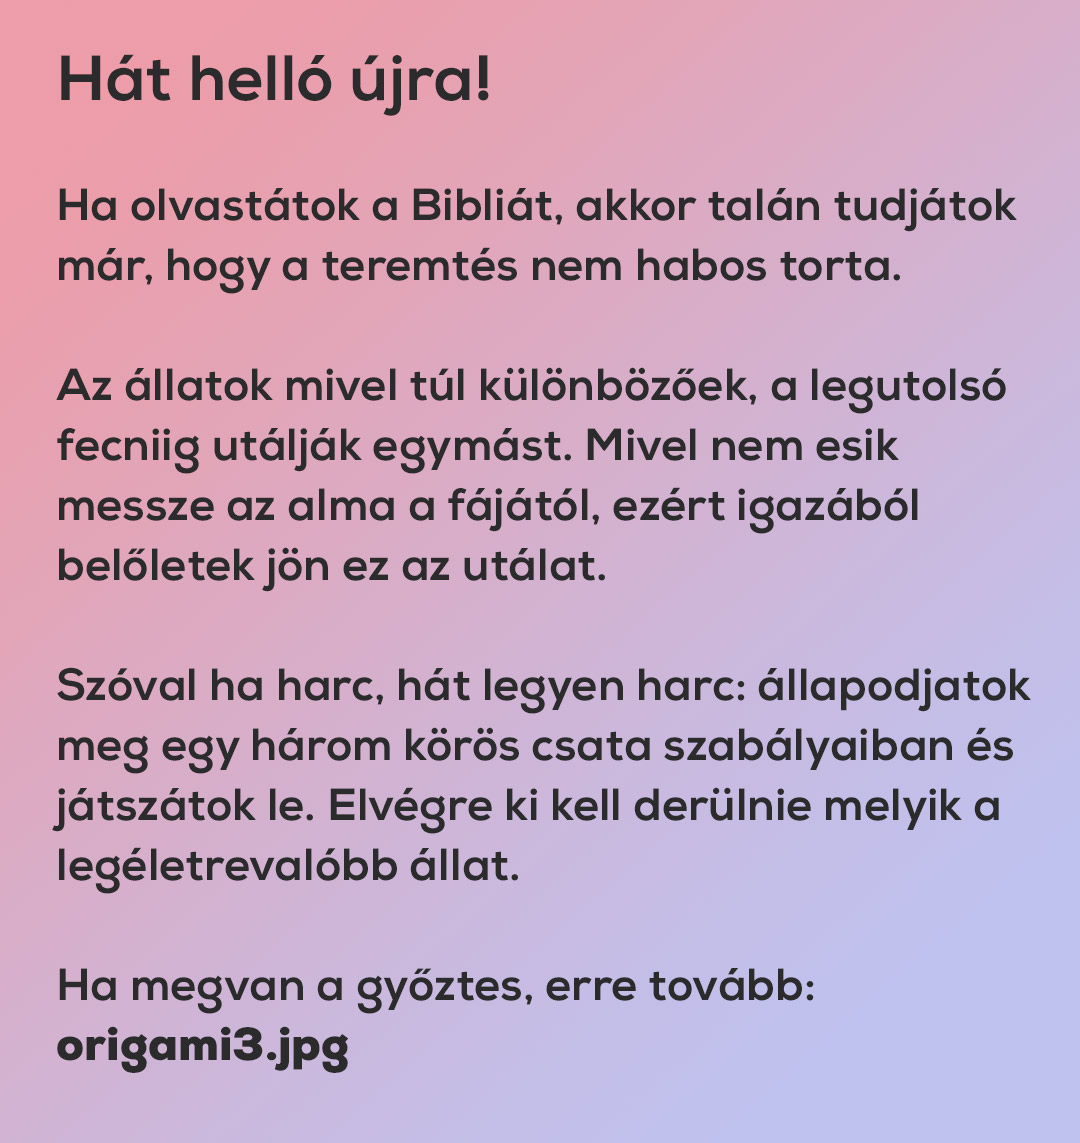 Hát helló újra!
Ha olvastátok a Bibliát, akkor talán tudjátok
már, hogy a teremtés nem habos torta.
Az állatok mivel túl különbözőek, a legutolsó
fecniig utálják egymást. Mivel nem esik
messze az alma a fájától, ezért igazából
belőletek jön ez az utálat.
Szóval ha harc, hát legyen harc: állapodjatok
meg egy három körös csata szabályaiban és
játszátok le. Elvégre ki kell derülnie melyik a
legéletrevalóbb állat.
Ha megvan a győztes, erre tovább:
origami3.jpg